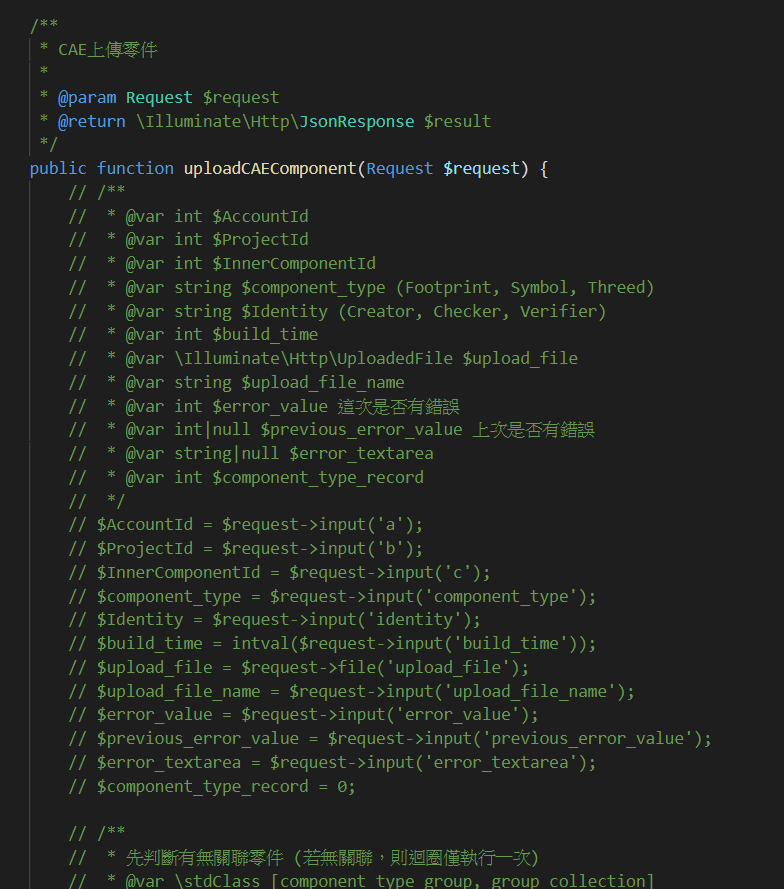 /**
 * CAE上傳零件
 *
 * @param Request $request
 * @return \Illuminate\Http\JsonResponse $result
 */
public function uploadCAEComponent(Request $request) {
    // /**
    //  * @var int $AccountId
    //  * @var int $ProjectId
    //  * @var int $InnerComponentId
    //  * @var string $component_type (Footprint, Symbol, Threed)
    //  * @var string $Identity (Creator, Checker, Verifier)
    //  * @var int $build_time
    //  * @var \Illuminate\Http\UploadedFile $upload_file
    //  * @var string $upload_file_name
    //  * @var int $error_value 這次是否有錯誤
    //  * @var int|null $previous_error_value 上次是否有錯誤
    //  * @var string|null $error_textarea
    //  * @var int $component_type_record
    //  */
    // $AccountId = $request->input('a');
    // $ProjectId = $request->input('b');
    // $InnerComponentId = $request->input('c');
    // $component_type = $request->input('component_type');
    // $Identity = $request->input('identity');
    // $build_time = intval($request->input('build_time'));
    // $upload_file = $request->file('upload_file');
    // $upload_file_name = $request->input('upload_file_name');
    // $error_value = $request->input('error_value');
    // $previous_error_value = $request->input('previous_error_value');
    // $error_textarea = $request->input('error_textarea');
    // $component_type_record = 0;

    // /**
    //  * 先判斷有無關聯零件 (若無關聯，則迴圈僅執行一次)
    //  * @var \stdClass [component_type_group, group_collection]